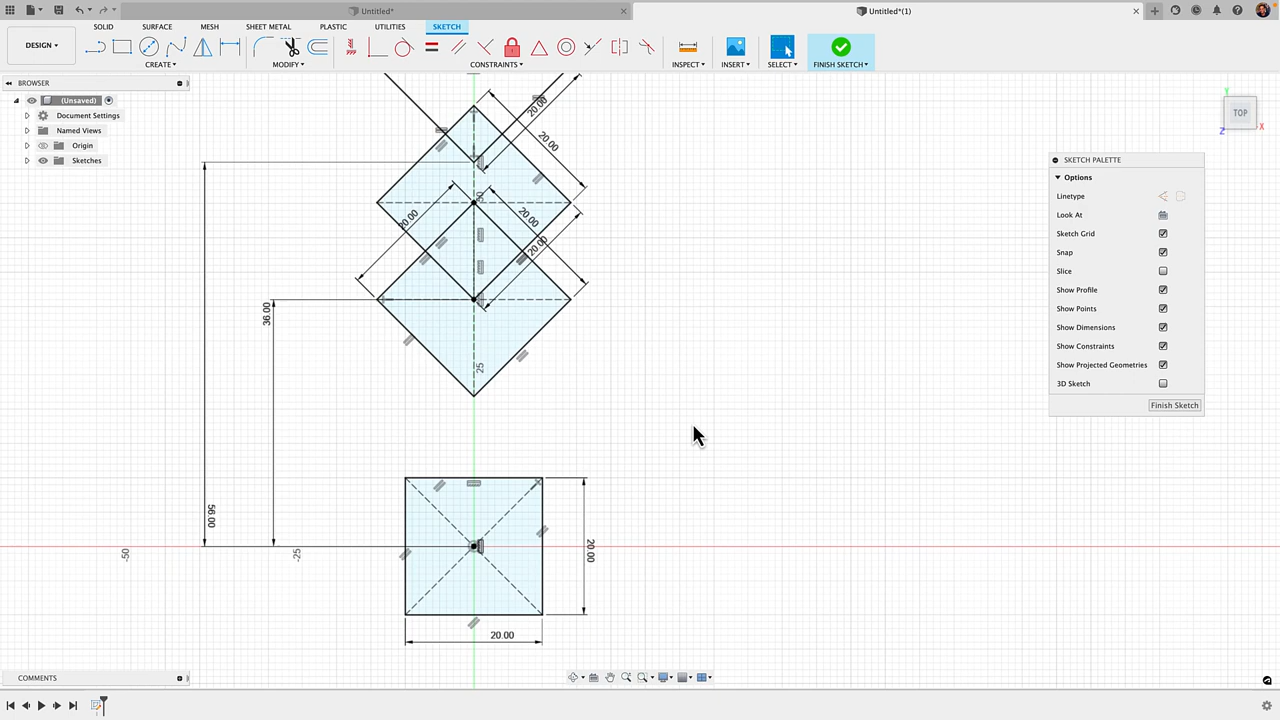 Untitled*
Untitled*(1)
SOLID
SURFACE
MESH
SHEET METAL
PLASTIC
UTILITIES
SKETCH
DESIGN
CREATE
MODIFY
CONSTRAINTS
INSPECT
INSERT
SELECT
FINISH SKETCH
BROWSER
(Unsaved)
Document Settings
Named Views
Origin
Sketches
TOP
Y
X
Z
SKETCH PALETTE
Options
Linetype
Look At
Sketch Grid
Snap
Slice
Show Profile
Show Points
Show Dimensions
Show Constraints
Show Projected Geometries
3D Sketch
Finish Sketch
20.00
20.00
50
20.00
20.00
20.00
36.00
25
56.00
-50
-25
20.00
20.00
COMMENTS